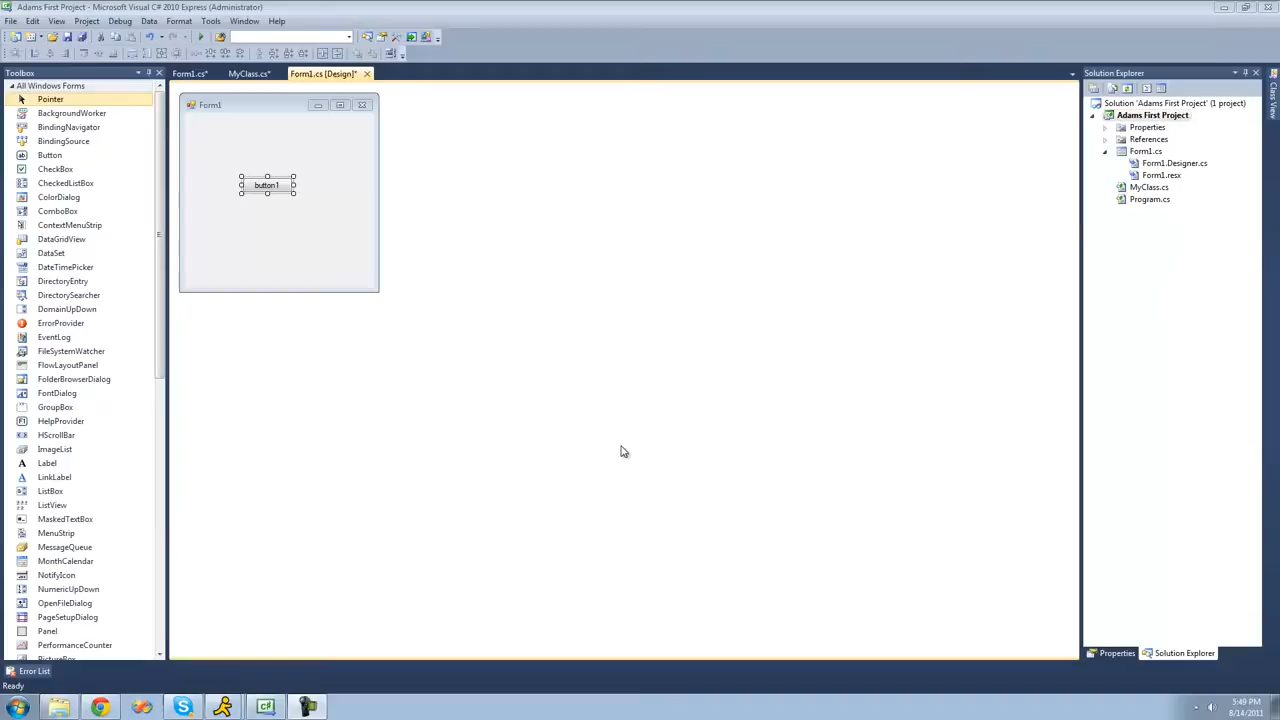 Adams First Project - Microsoft Visual C# 2010 Express (Administrator)
File Edit View Project Debug Data Format Tools Window Help
Toolbox
Form1.cs* MyClass.cs* Form1.cs [Design]*
Solution Explorer
Class View
All Windows Forms
Pointer
BackgroundWorker
BindingNavigator
BindingSource
Button
CheckBox
CheckedListBox
ColorDialog
ComboBox
ContextMenuStrip
DataGridView
DataSet
DateTimePicker
DirectoryEntry
DirectorySearcher
DomainUpDown
ErrorProvider
EventLog
FileSystemWatcher
FlowLayoutPanel
FolderBrowserDialog
FontDialog
GroupBox
HelpProvider
HScrollBar
ImageList
Label
LinkLabel
ListBox
ListView
MaskedTextBox
MenuStrip
MessageQueue
MonthCalendar
NotifyIcon
NumericUpDown
OpenFileDialog
PageSetupDialog
Panel
PerformanceCounter
PictureBox
Form1
button1
Solution 'Adams First Project' (1 project)
Adams First Project
Properties
References
Form1.cs
Form1.Designer.cs
Form1.resx
MyClass.cs
Program.cs
Properties Solution Explorer
Error List
Ready
5:49 PM
8/14/2011